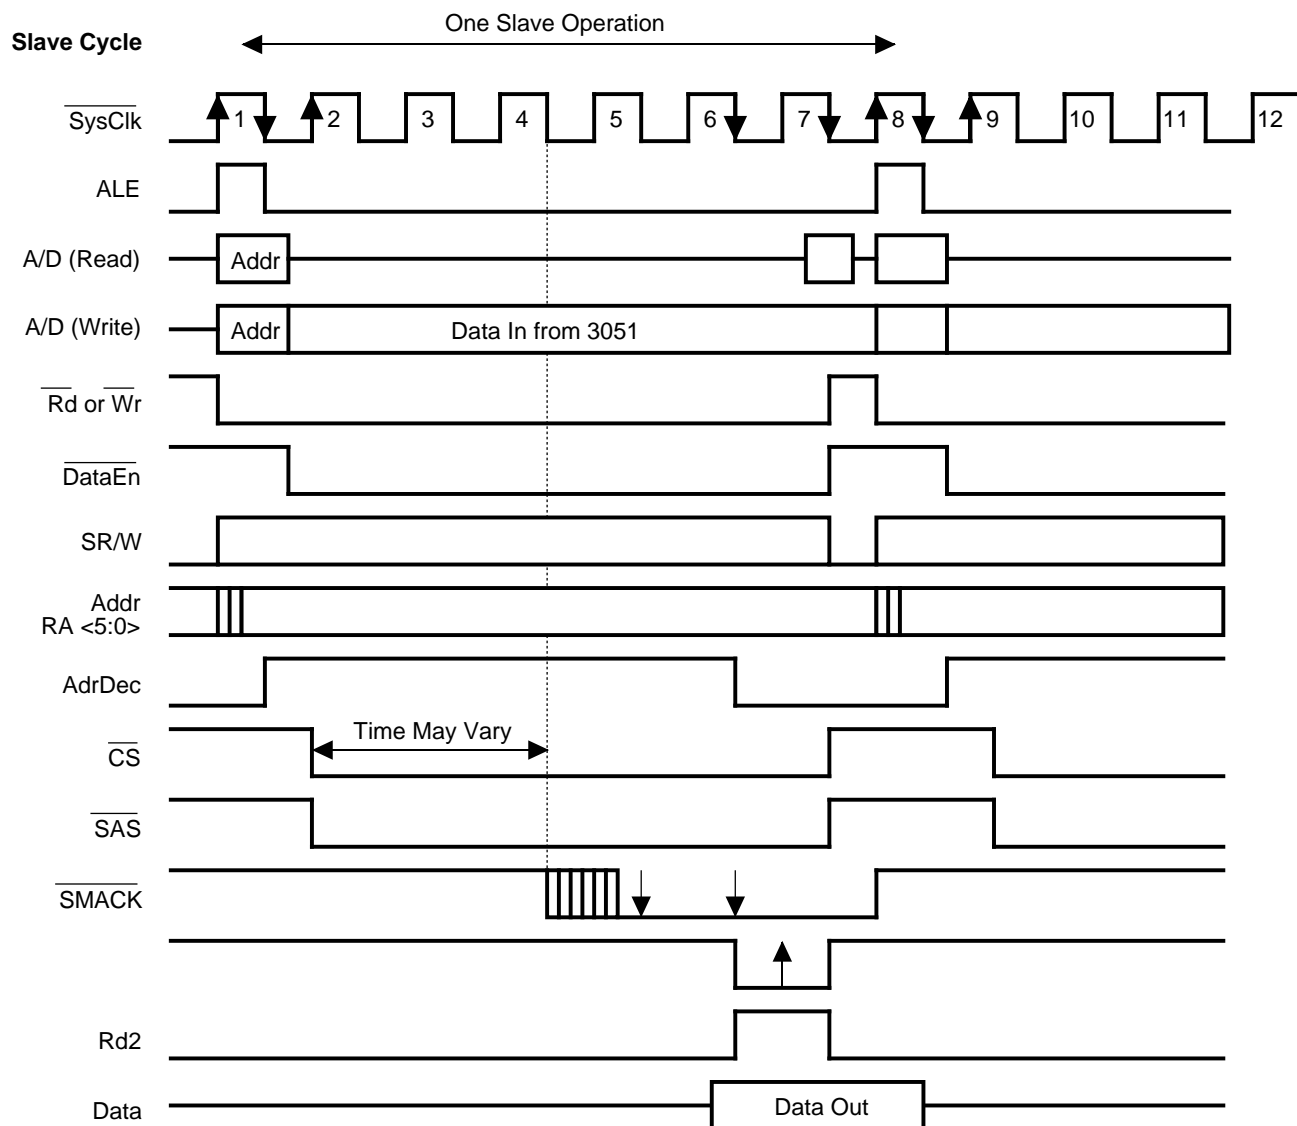 One Slave Operation
Slave Cycle
SysClk
1 2 3 4 5 6 7 8 9 10 11 12
ALE
A/D (Read)
Addr
A/D (Write)
Addr
Data In from 3051
Rd or Wr
DataEn
SR/W
Addr
RA <5:0>
AdrDec
Time May Vary
CS
SAS
SMACK
Rd2
Data
Data Out